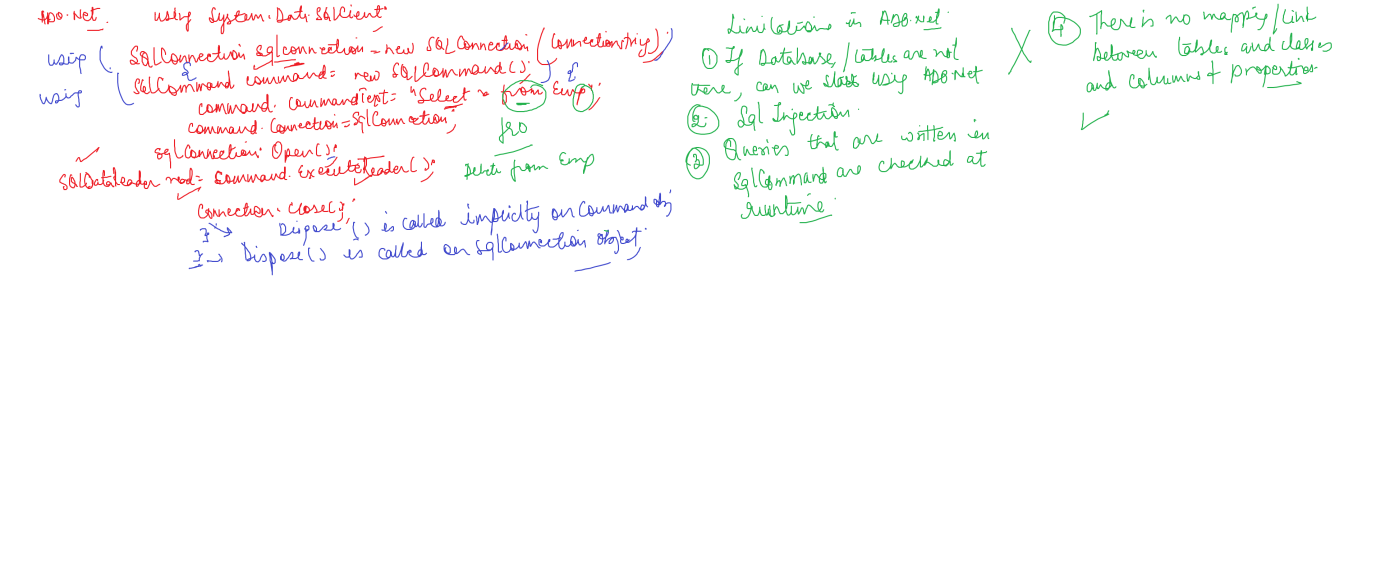 ADO.Net. using System.Data.SqlClient;
using ( SQLConnection sqlconnection = new SQLConnection (Connectionstring))
{
using ( SqlCommand command = new SQLCommand(); ) {
command.CommandText = "Select * from Emp";
command.Connection = SqlConnection;
fro
sqlConnection.Open();
SQLDataReader read = Command.ExecuteReader();
Delete from Emp
Connection.Close();
} → Dispose() is called implicitly on Command obj
} → Dispose() is called on SqlConnection object.
Limitations in ADO.net
① If Database/tables are not
there, can we start using ADO.Net
② Sql Injection
③ Queries that are written in
SqlCommand are checked at
runtime.
④ There is no mapping/link
between tables and classes
and columns & properties